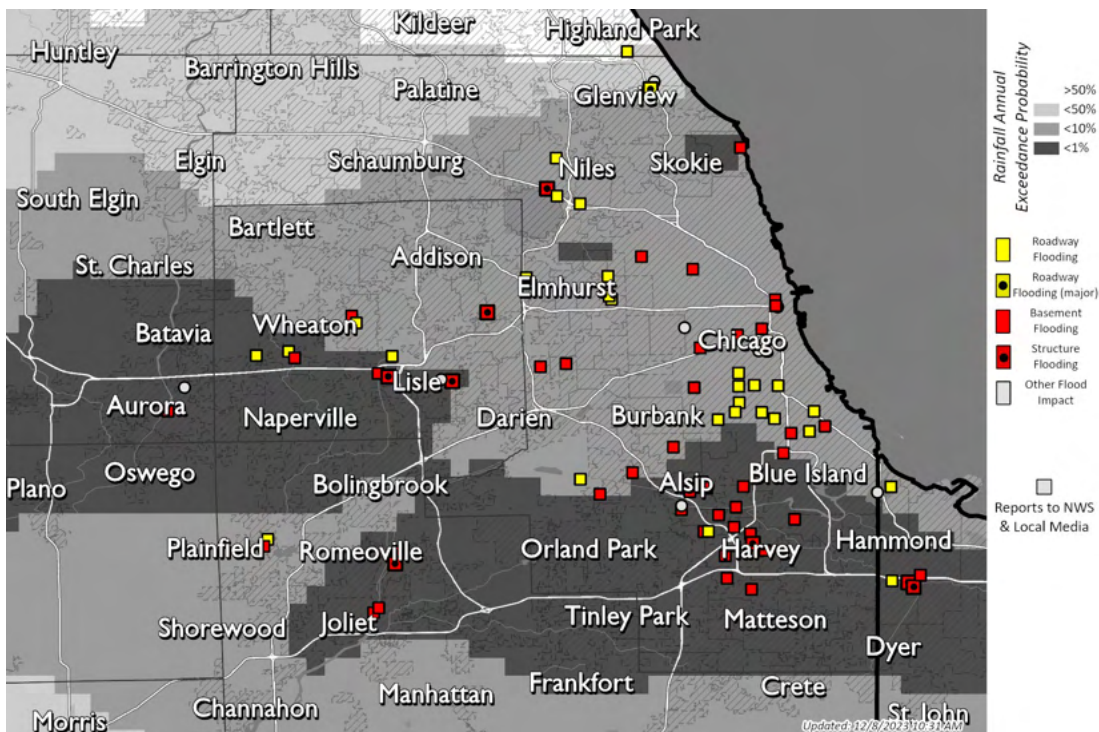 Kildeer
Highland Park
Huntley
Barrington Hills
Palatine
Glenview
Elgin
Schaumburg
Niles
Skokie
South Elgin
Bartlett
Addison
St. Charles
Elmhurst
Batavia
Wheaton
Chicago
Lisle
Aurora
Naperville
Darien
Burbank
Oswego
Plano
Bolingbrook
Alsip
Blue Island
Plainfield
Romeoville
Orland Park
Harvey
Hammond
Shorewood
Joliet
Tinley Park
Matteson
Dyer
Channahon
Manhattan
Frankfort
Crete
Morris
St. John
Updated: 12/8/2023 10:31 AM
Rainfall Annual
Exceedance Probability
>50%
<50%
<10%
<1%
Roadway
Flooding
Roadway
Flooding (major)
Basement
Flooding
Structure
Flooding
Other Flood
Impact
Reports to NWS
& Local Media